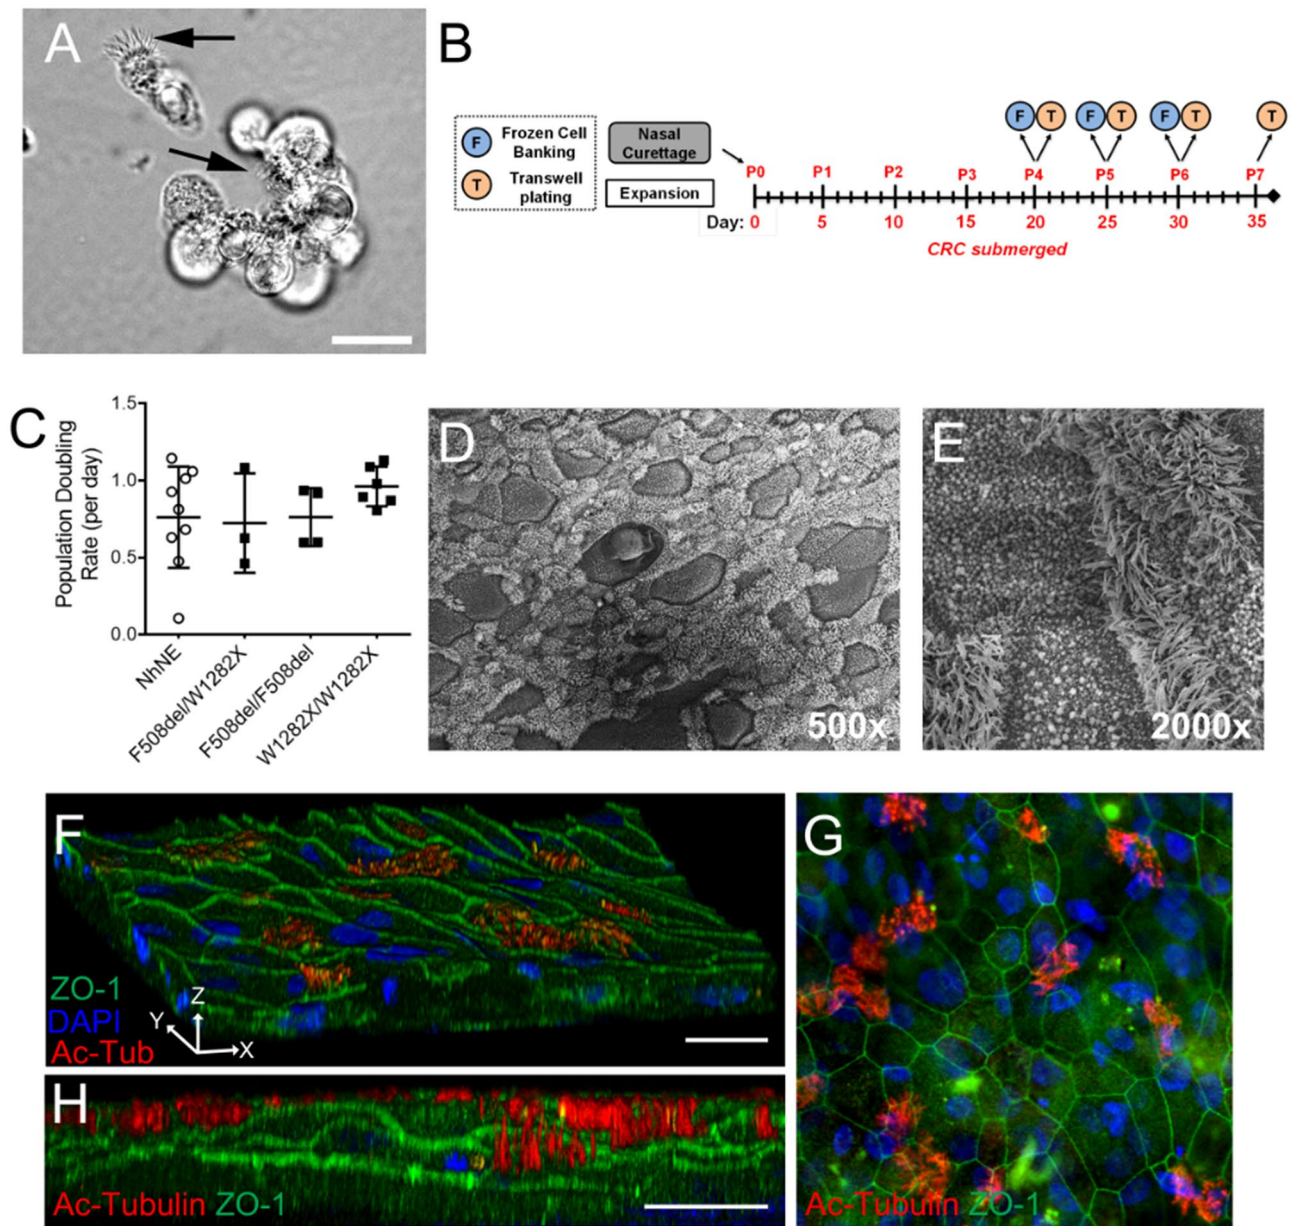 A
B
F Frozen Cell
Banking
T Transwell
plating
Nasal
Curettage
Expansion
F T F T F T T
P0 P1 P2 P3 P4 P5 P6 P7
Day: 0 5 10 15 20 25 30 35
CRC submerged
C
Population Doubling
Rate (per day)
1.5
1.0
0.5
0.0
NhNE
F508del/W1282X
F508del/F508del
W1282X/W1282X
D
500x
E
2000x
F
ZO-1
DAPI
Ac-Tub
Z
Y
X
G
Ac-Tubulin ZO-1
H
Ac-Tubulin ZO-1